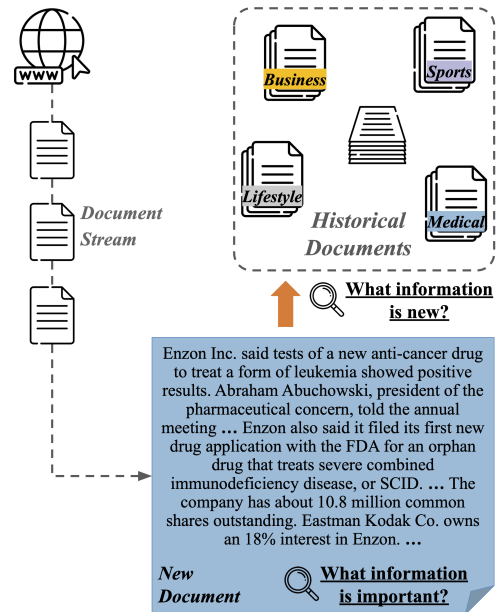 WWW
Business
Sports
Lifestyle
Medical
Historical
Documents
Document
Stream
What information
is new?
Enzon Inc. said tests of a new anti-cancer drug
to treat a form of leukemia showed positive
results. Abraham Abuchowski, president of the
pharmaceutical concern, told the annual
meeting ... Enzon also said it filed its first new
drug application with the FDA for an orphan
drug that treats severe combined
immunodeficiency disease, or SCID. ... The
company has about 10.8 million common
shares outstanding. Eastman Kodak Co. owns
an 18% interest in Enzon. ...
New
Document
What information
is important?